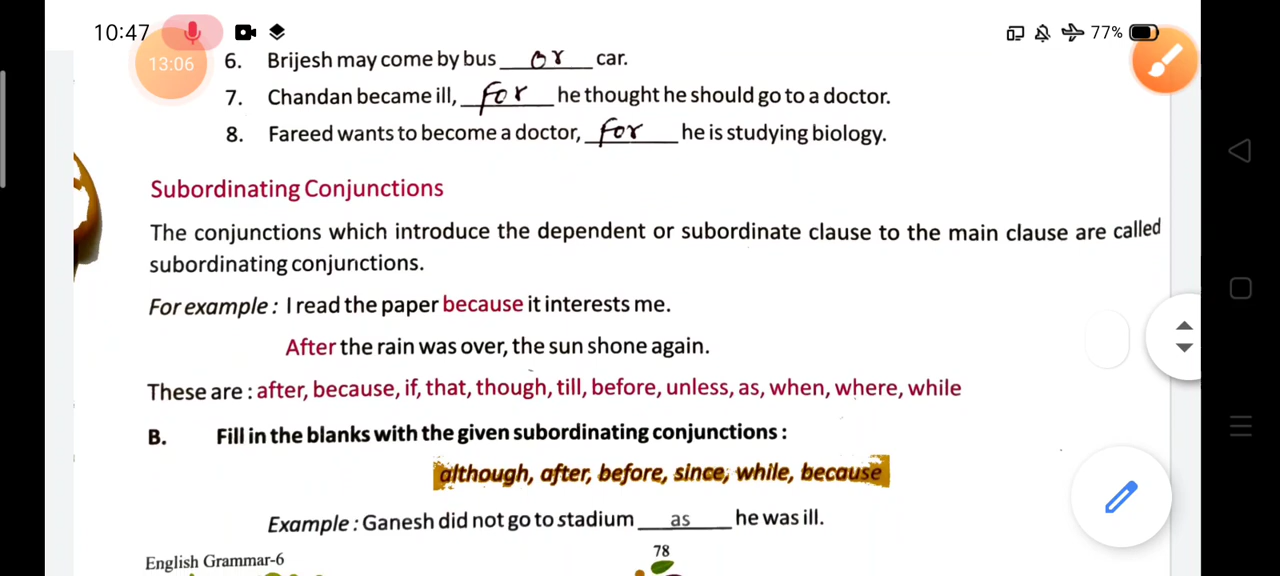 10:47
77%
13:06
6. Brijesh may come by bus or car.
7. Chandan became ill, for he thought he should go to a doctor.
8. Fareed wants to become a doctor, for he is studying biology.
Subordinating Conjunctions
The conjunctions which introduce the dependent or subordinate clause to the main clause are called
subordinating conjunctions.
For example : I read the paper because it interests me.
After the rain was over, the sun shone again.
These are : after, because, if, that, though, till, before, unless, as, when, where, while
B. Fill in the blanks with the given subordinating conjunctions :
although, after, before, since, while, because
Example : Ganesh did not go to stadium as he was ill.
78
English Grammar-6